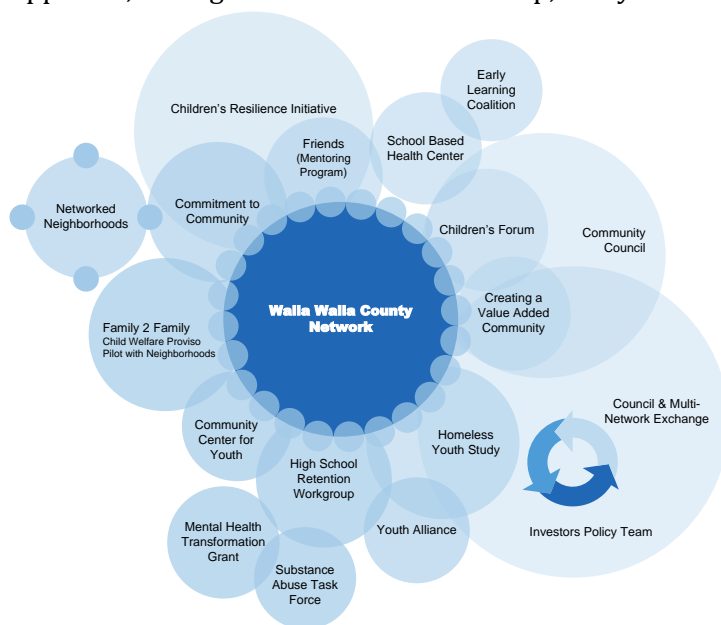 Early
Learning
Coalition
Children's Resilience Initiative
School Based
Health Center
Friends
(Mentoring
Program)
Networked
Neighborhoods
Commitment to
Community
Children's Forum
Community
Council
Walla Walla County
Network
Creating a
Value Added
Community
Family 2 Family
Child Welfare Proviso
Pilot with Neighborhoods
Council & Multi-
Network Exchange
Community
Center for
Youth
Homeless
Youth Study
High School
Retention
Workgroup
Mental Health
Transformation
Grant
Youth Alliance
Investors Policy Team
Substance
Abuse Task
Force